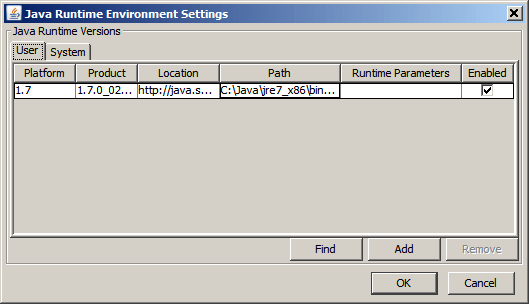 Java Runtime Environment Settings
Java Runtime Versions
User System
Platform Product Location Path Runtime Parameters Enabled
1.7 1.7.0_02... http://java.s... C:\Java\jre7_x86\bin...
Find Add Remove
OK Cancel